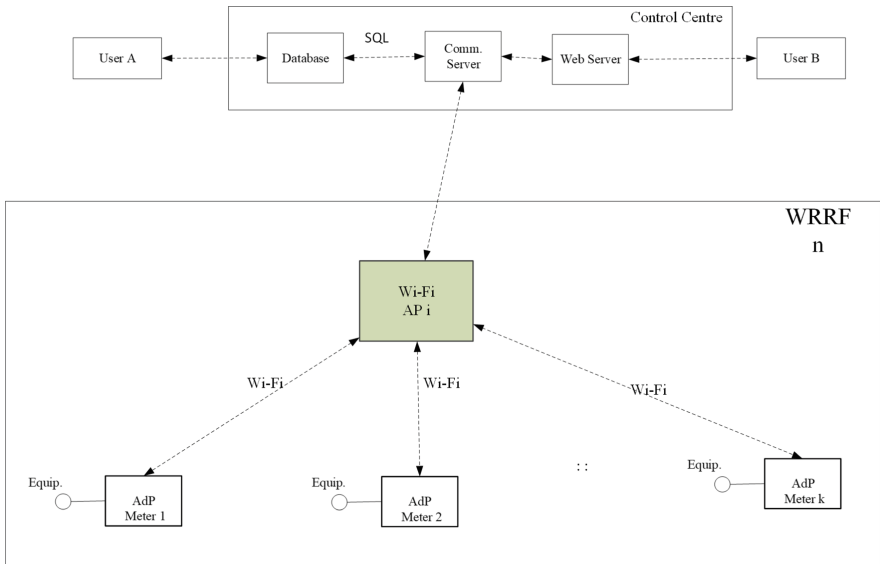 Control Centre
User A
Database
SQL
Comm.
Server
Web Server
User B
WRRF
n
Wi-Fi
AP i
Wi-Fi
Wi-Fi
Wi-Fi
Equip.
AdP
Meter 1
Equip.
AdP
Meter 2
: :
Equip.
AdP
Meter k